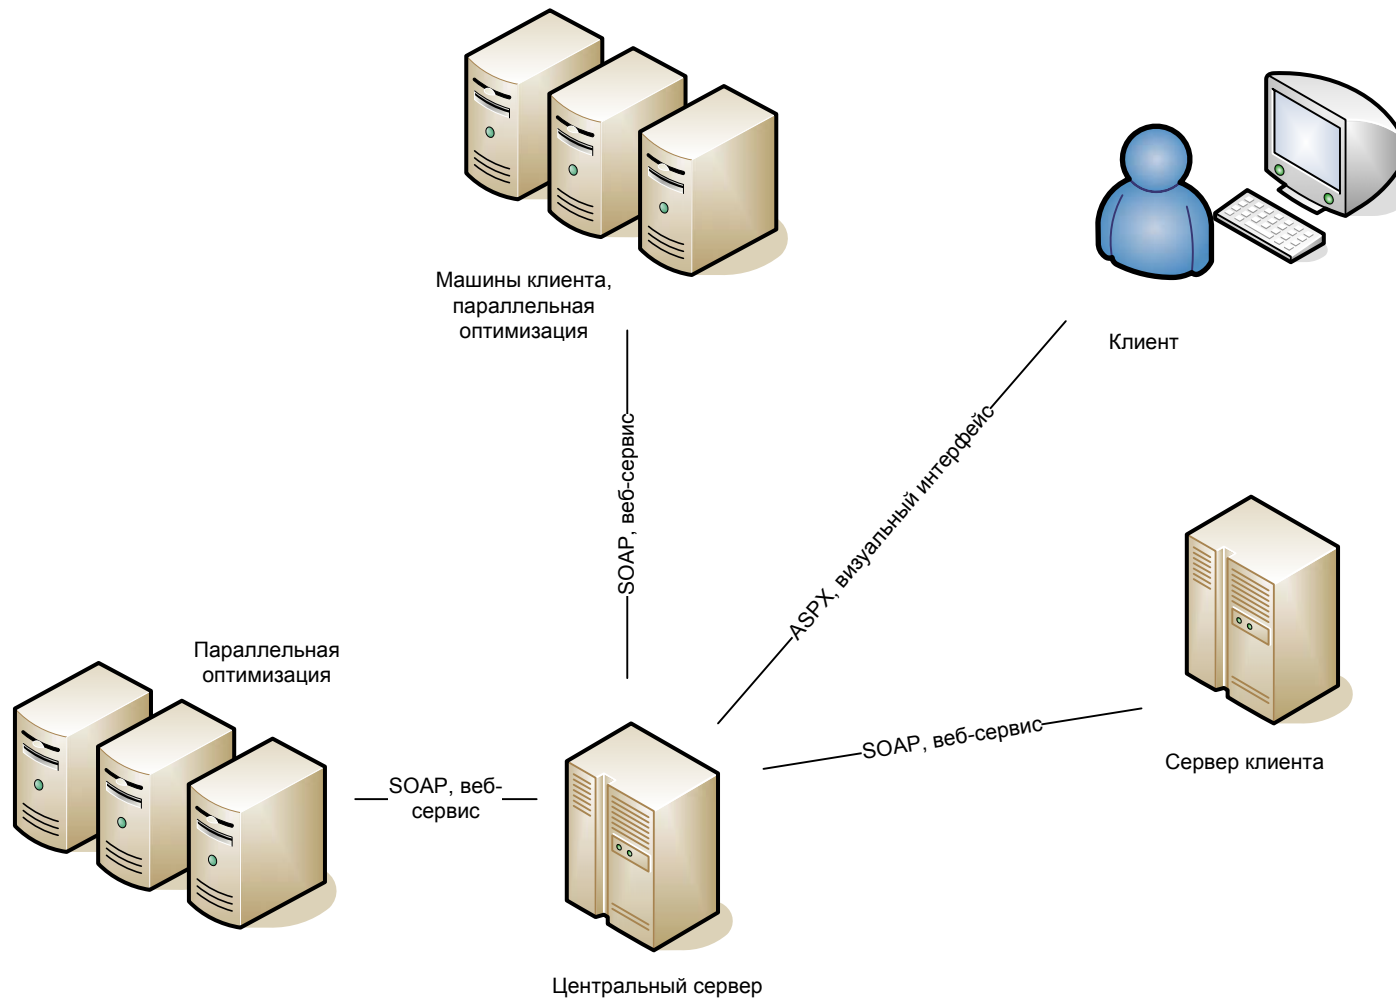 Машины клиента,
параллельная
оптимизация
Клиент
SOAP, веб-сервис
ASPX, визуальный интерфейс
Параллельная
оптимизация
SOAP, веб-сервис
Сервер клиента
SOAP, веб-
сервис
Центральный сервер